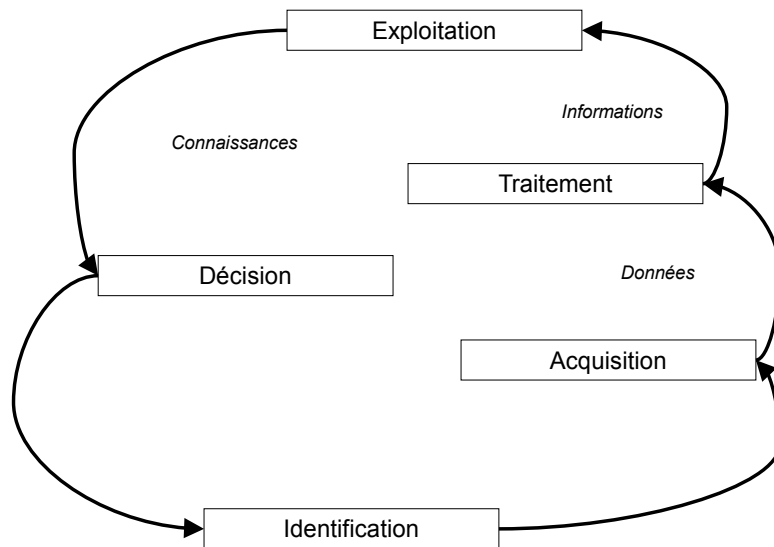 Exploitation
Informations
Connaissances
Traitement
Décision
Données
Acquisition
Identification